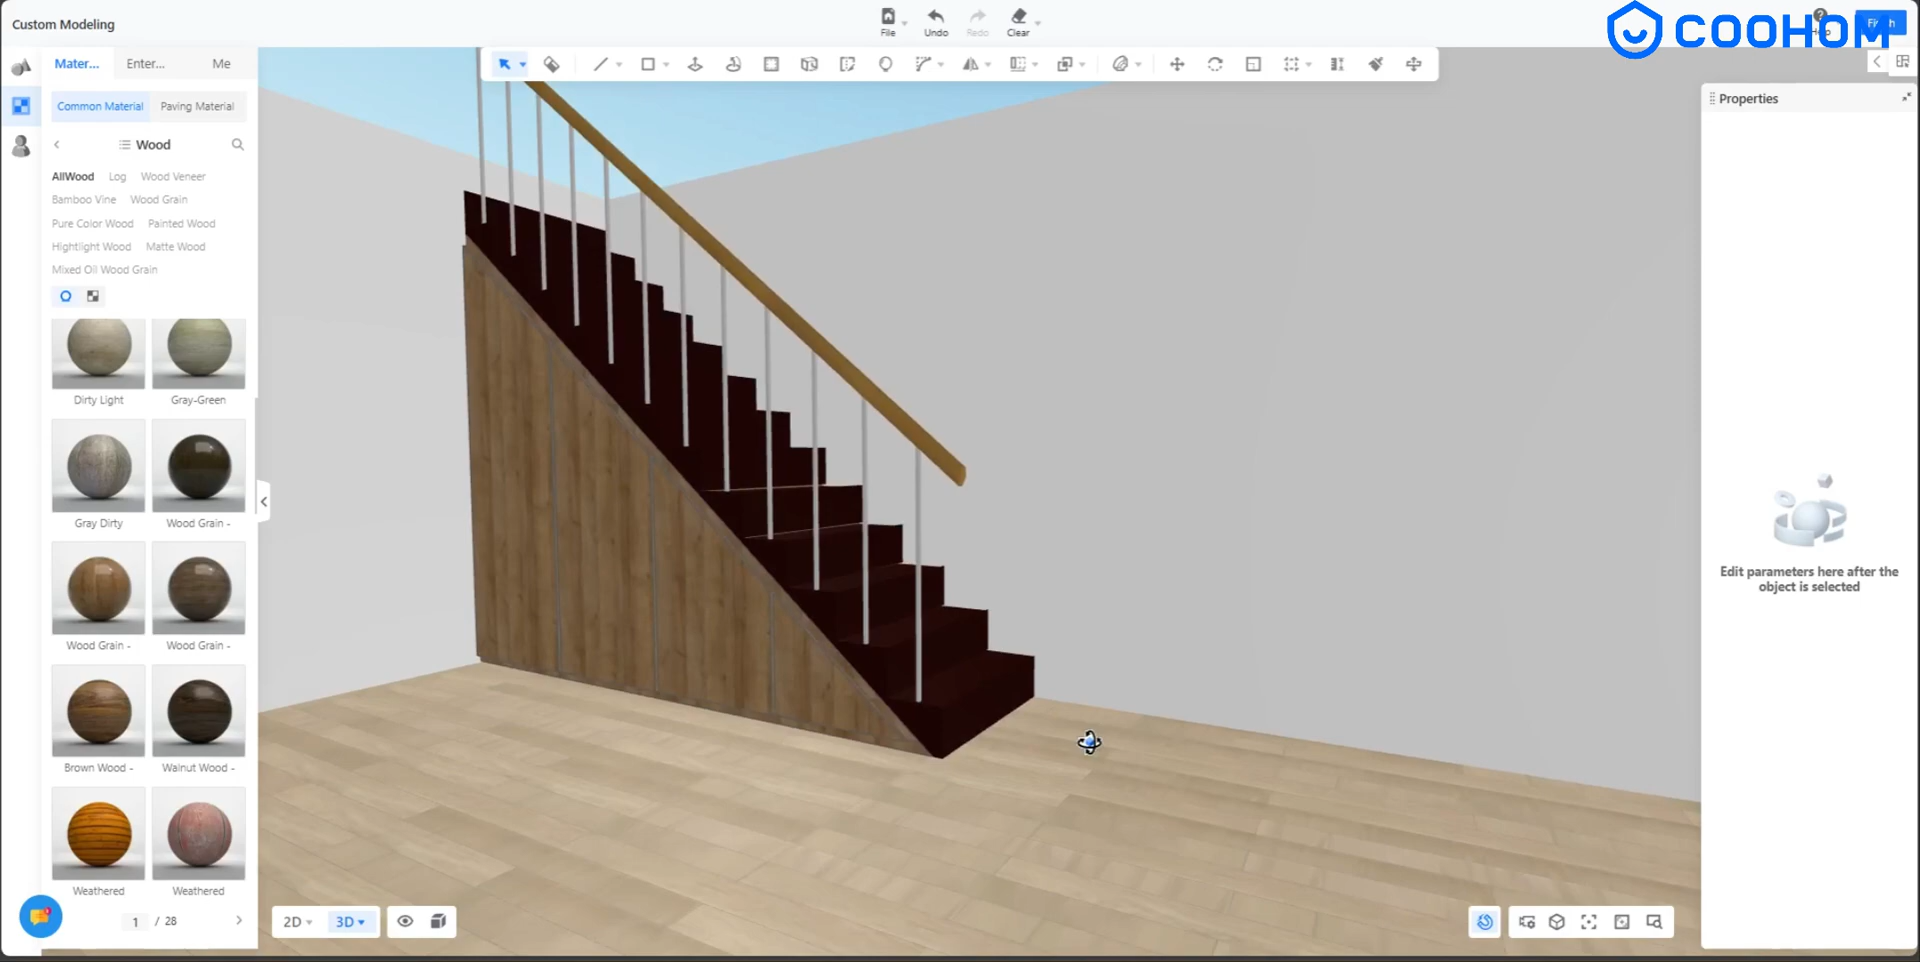 Custom Modeling
File
Undo
Redo
Clear
COOHOM
Mater...
Enter...
Me
Common Material
Paving Material
Wood
AllWood
Log
Wood Veneer
Bamboo Vine
Wood Grain
Pure Color Wood
Painted Wood
Hightlight Wood
Matte Wood
Mixed Oil Wood Grain
Dirty Light
Gray-Green
Gray Dirty
Wood Grain -
Wood Grain -
Wood Grain -
Brown Wood -
Walnut Wood -
Weathered
Weathered
1 / 28
2D
3D
Properties
Edit parameters here after the
object is selected